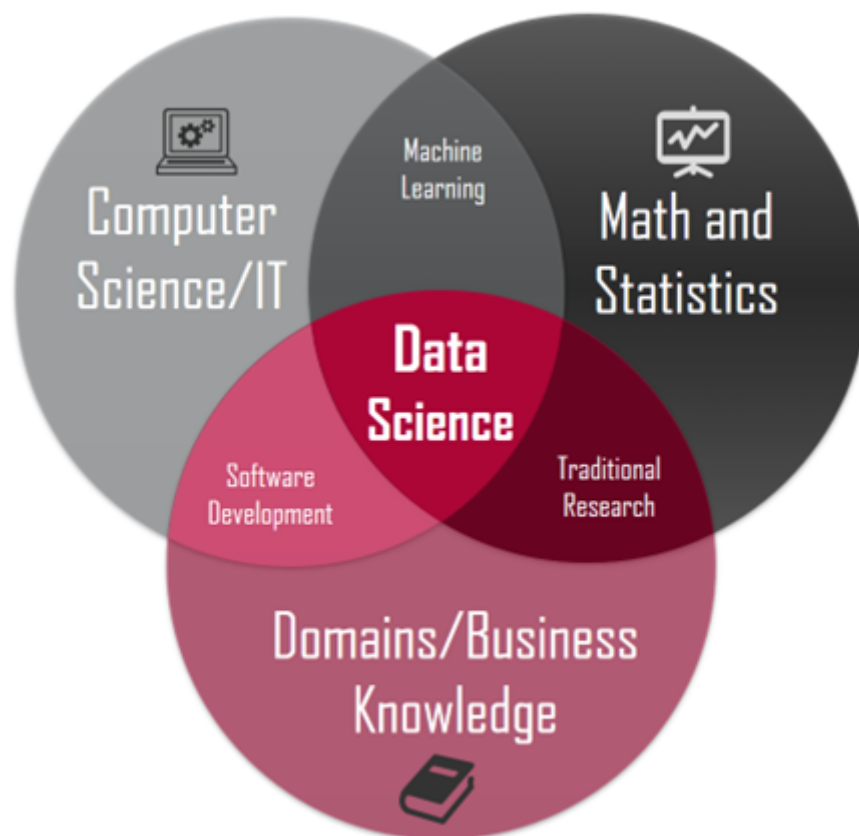 Machine
Learning
Computer
Science/IT
Math and
Statistics
Data
Science
Software
Development
Traditional
Research
Domains/Business
Knowledge